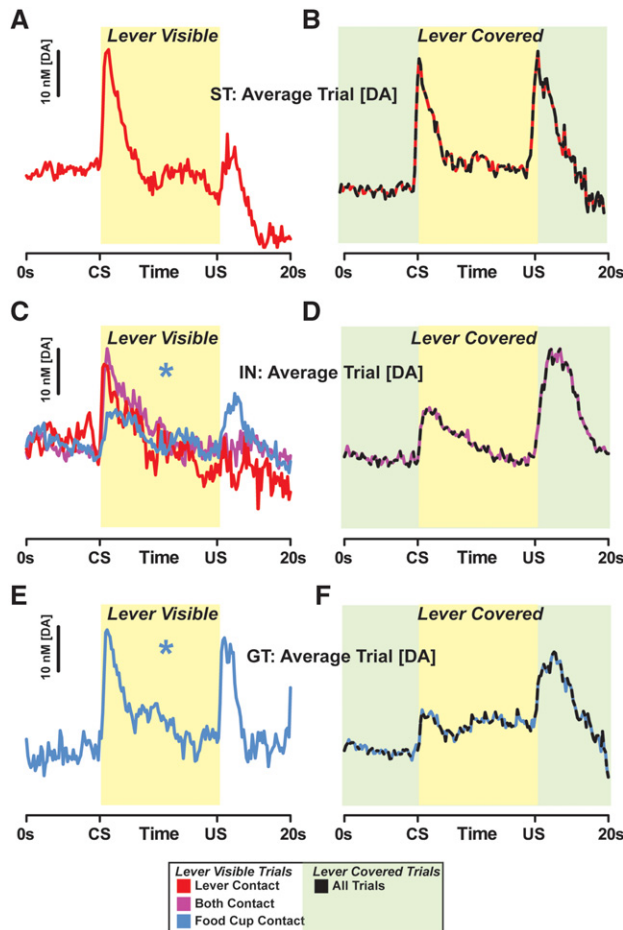 A
B
Lever Visible
Lever Covered
10 nM [DA]
ST: Average Trial [DA]
0s CS Time US 20s
0s CS Time US 20s
C
D
Lever Visible
Lever Covered
10 nM [DA]
*
IN: Average Trial [DA]
0s CS Time US 20s
0s CS Time US 20s
E
F
Lever Visible
Lever Covered
10 nM [DA]
*
GT: Average Trial [DA]
0s CS Time US 20s
0s CS Time US 20s
Lever Visible Trials
Lever Covered Trials
Lever Contact
All Trials
Both Contact
Food Cup Contact